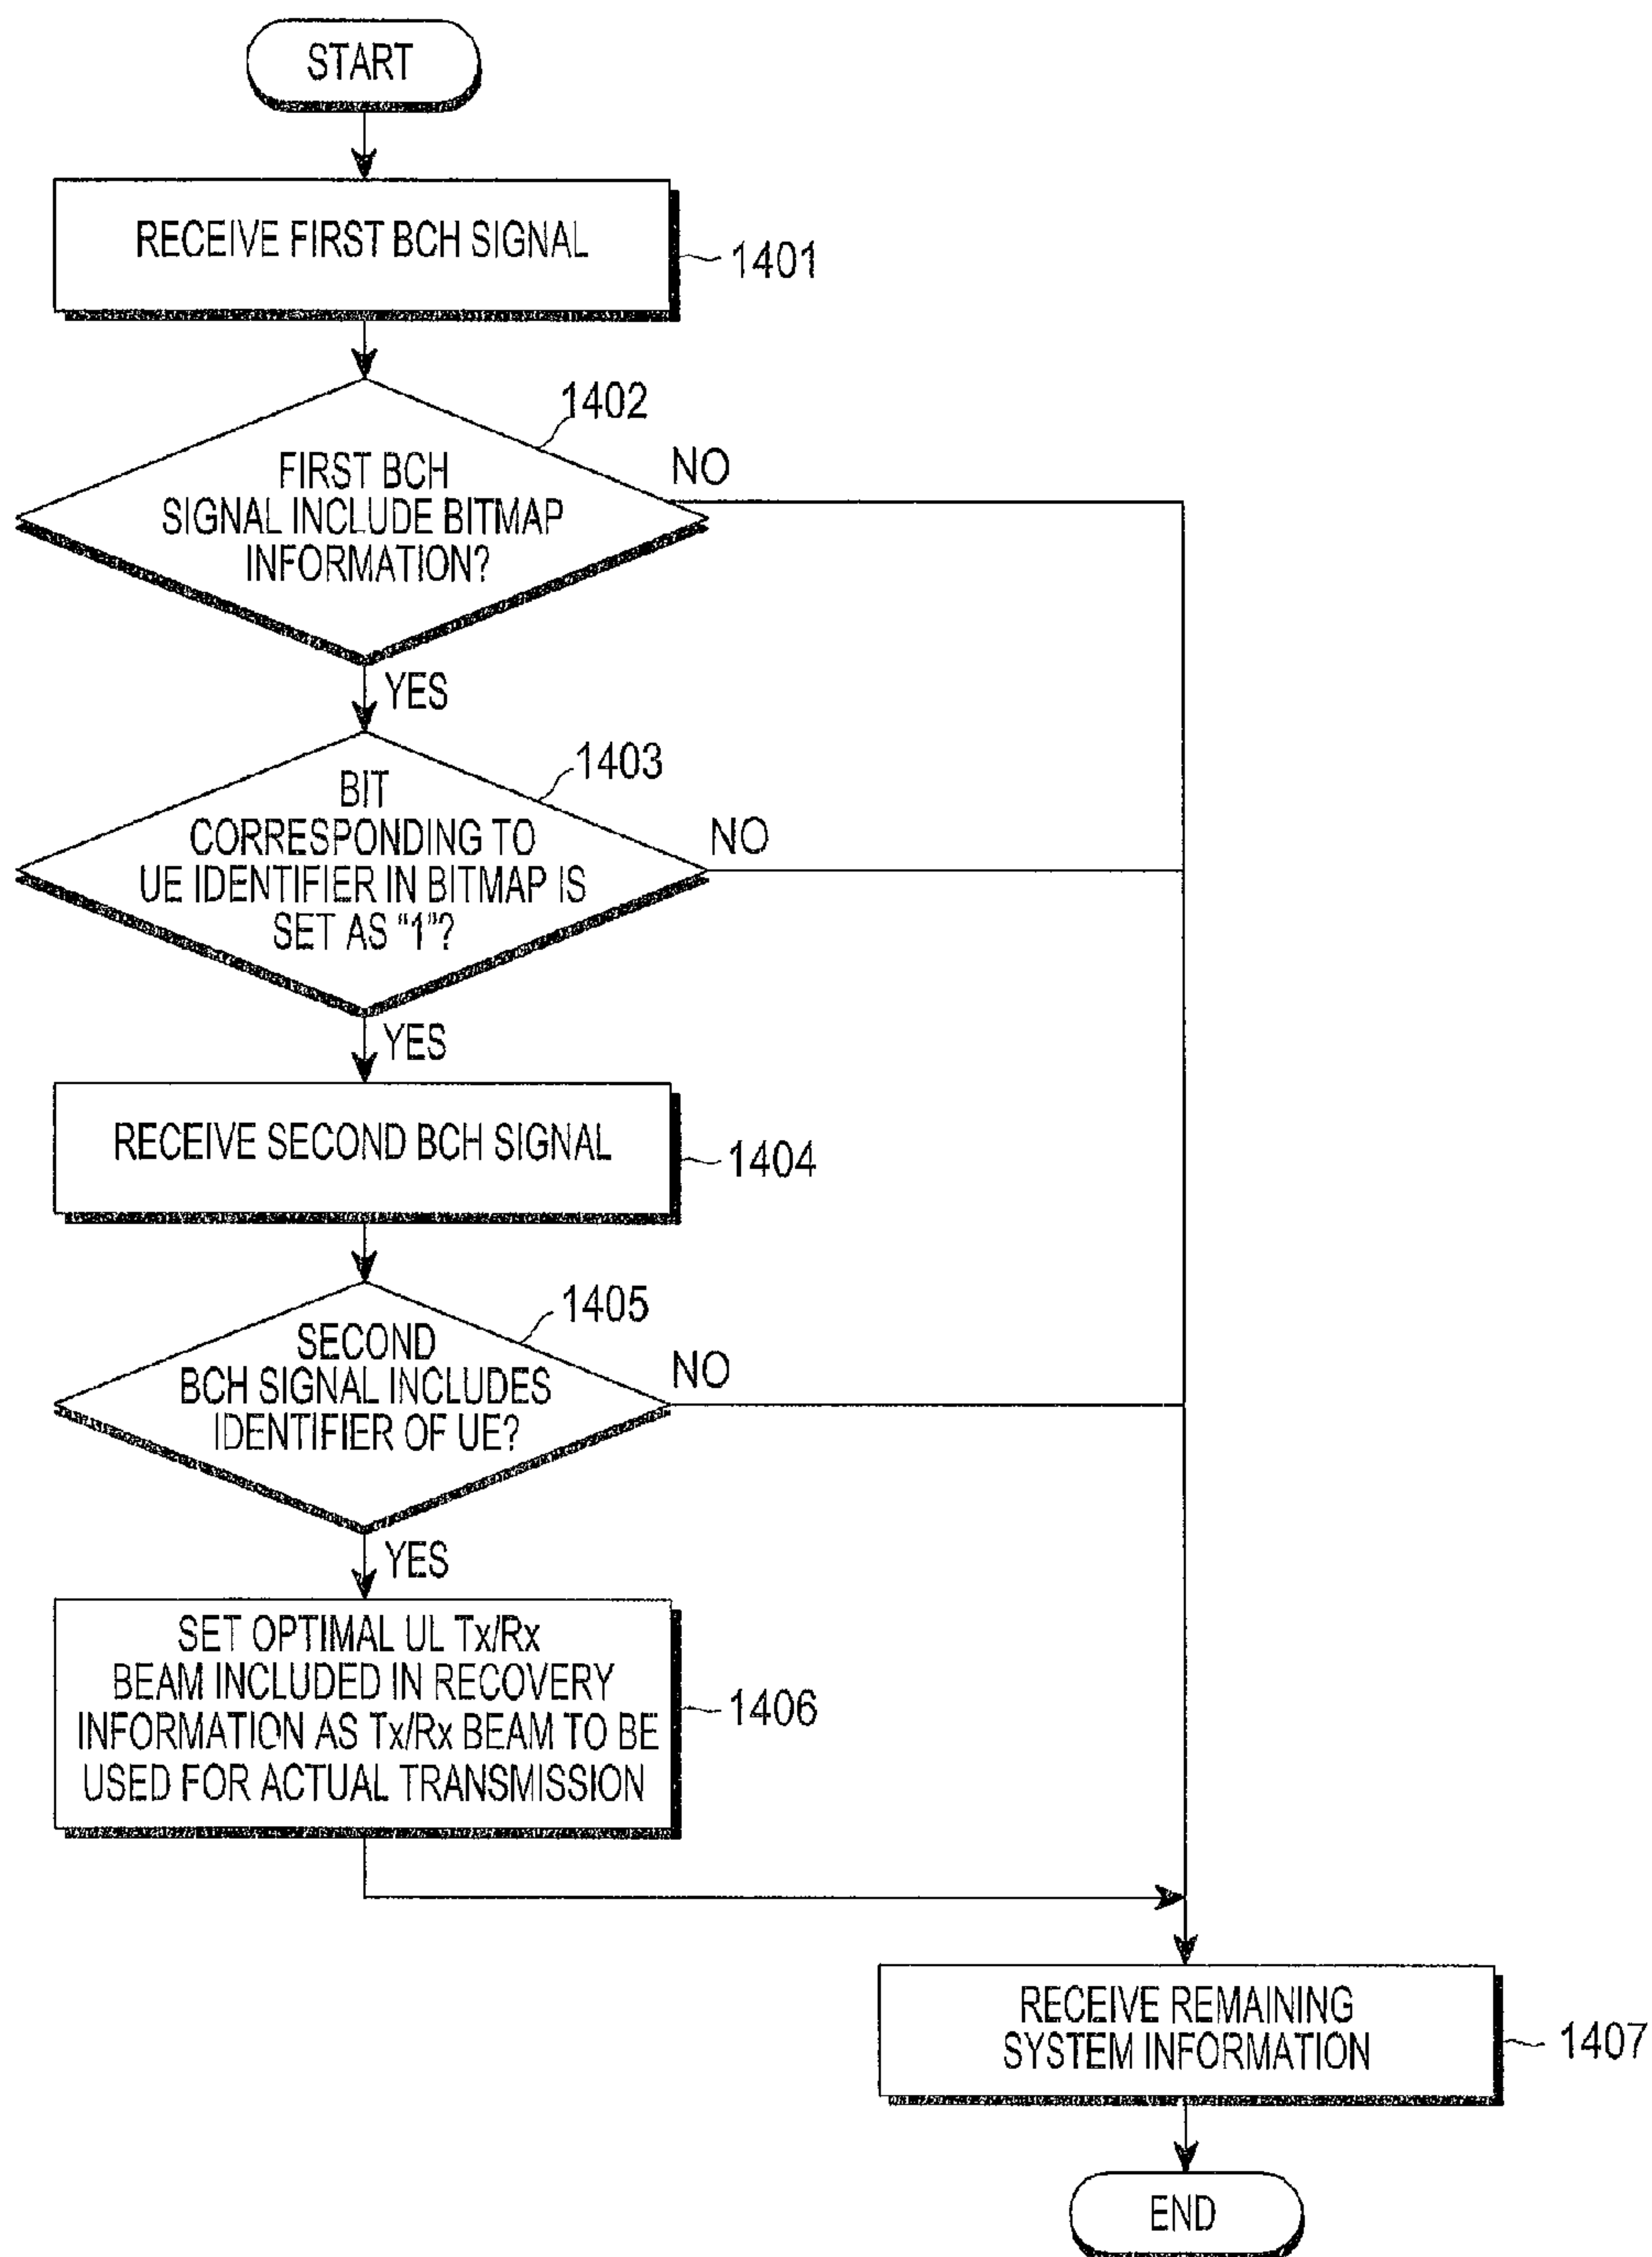 START
RECEIVE FIRST BCH SIGNAL
1401
1402
FIRST BCH
SIGNAL INCLUDE BITMAP
INFORMATION?
NO
YES
1403
BIT
CORRESPONDING TO
UE IDENTIFIER IN BITMAP IS
SET AS “1”?
NO
YES
RECEIVE SECOND BCH SIGNAL
1404
1405
SECOND
BCH SIGNAL INCLUDES
IDENTIFIER OF UE?
NO
YES
SET OPTIMAL UL Tx/Rx
BEAM INCLUDED IN RECOVERY
INFORMATION AS Tx/Rx BEAM TO BE
USED FOR ACTUAL TRANSMISSION
1406
RECEIVE REMAINING
SYSTEM INFORMATION
1407
END